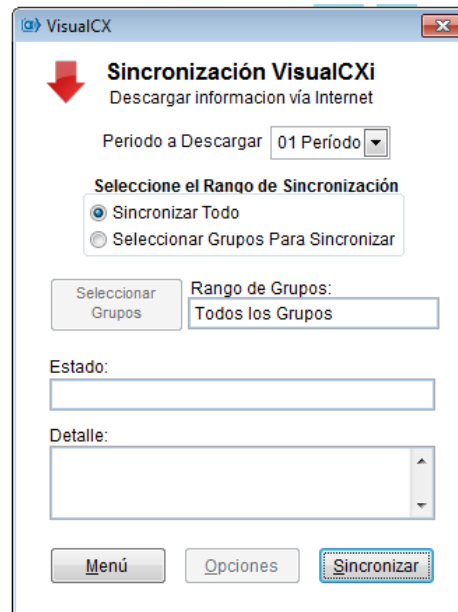 VisualCX
Sincronización VisualCXi
Descargar informacion vía Internet
Periodo a Descargar 01 Período
Seleccione el Rango de Sincronización
Sincronizar Todo
Seleccionar Grupos Para Sincronizar
Seleccionar
Grupos
Rango de Grupos:
Todos los Grupos
Estado:
Detalle:
Menú Opciones Sincronizar